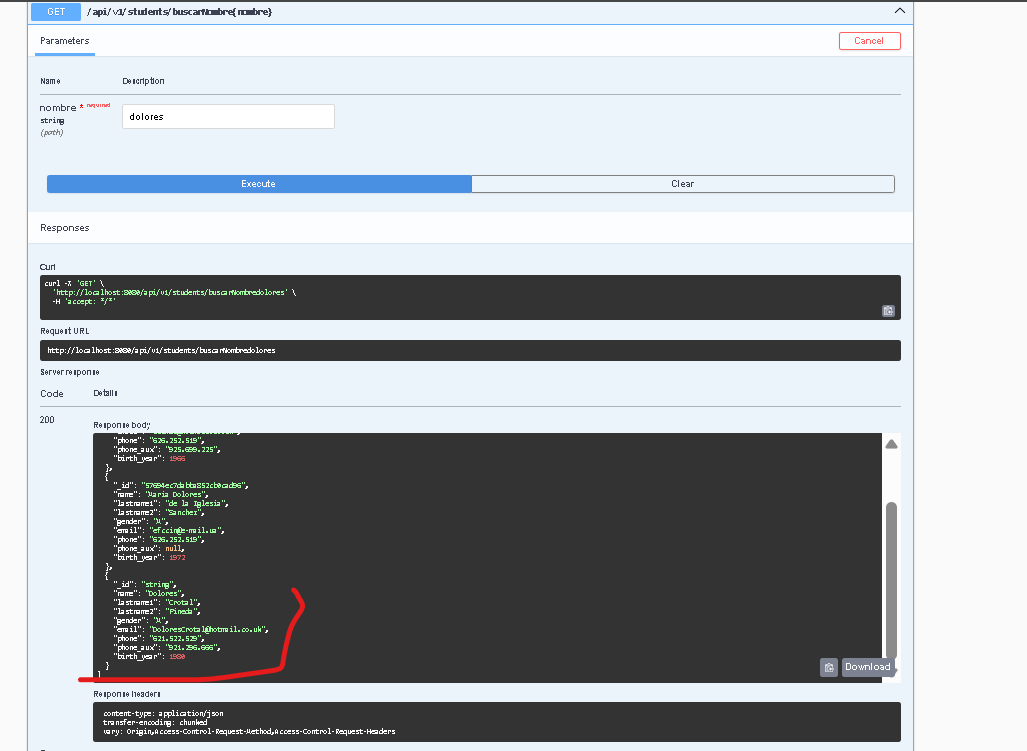 GET /api/v1/students/buscarNombre{nombre}
Parameters
Cancel
Name Description
nombre * required
string
(path)
dolores
Execute Clear
Responses
Curl
curl -X 'GET' \
'http://localhost:8080/api/v1/students/buscarNombredolores' \
-H 'accept: */*'
Request URL
http://localhost:8080/api/v1/students/buscarNombredolores
Server response
Code Details
200
Response body
"phone": "626.252.519",
"phone_aux": "925.699.225",
"birth_year": 1966
},
{
"_id":
"name": "Maria Dolores",
"lastname1": "de la Iglesia",
"lastname2": "Sanchez",
"gender": "M",
"email": "efccin@e-mail.ua",
"phone": "626.252.519",
"phone_aux": null,
"birth_year": 1972
},
{
"_id": "string",
"name": "Dolores",
"lastname1": "Crotal",
"lastname2": "Pineda",
"gender": "M",
"email": "DoloresCrotal@hotmail.co.uk",
"phone": "621.522.529",
"phone_aux": "921.296.666",
"birth_year": 1980
}
]
Download
Response headers
content-type: application/json
transfer-encoding: chunked
vary: Origin,Access-Control-Request-Method,Access-Control-Request-Headers